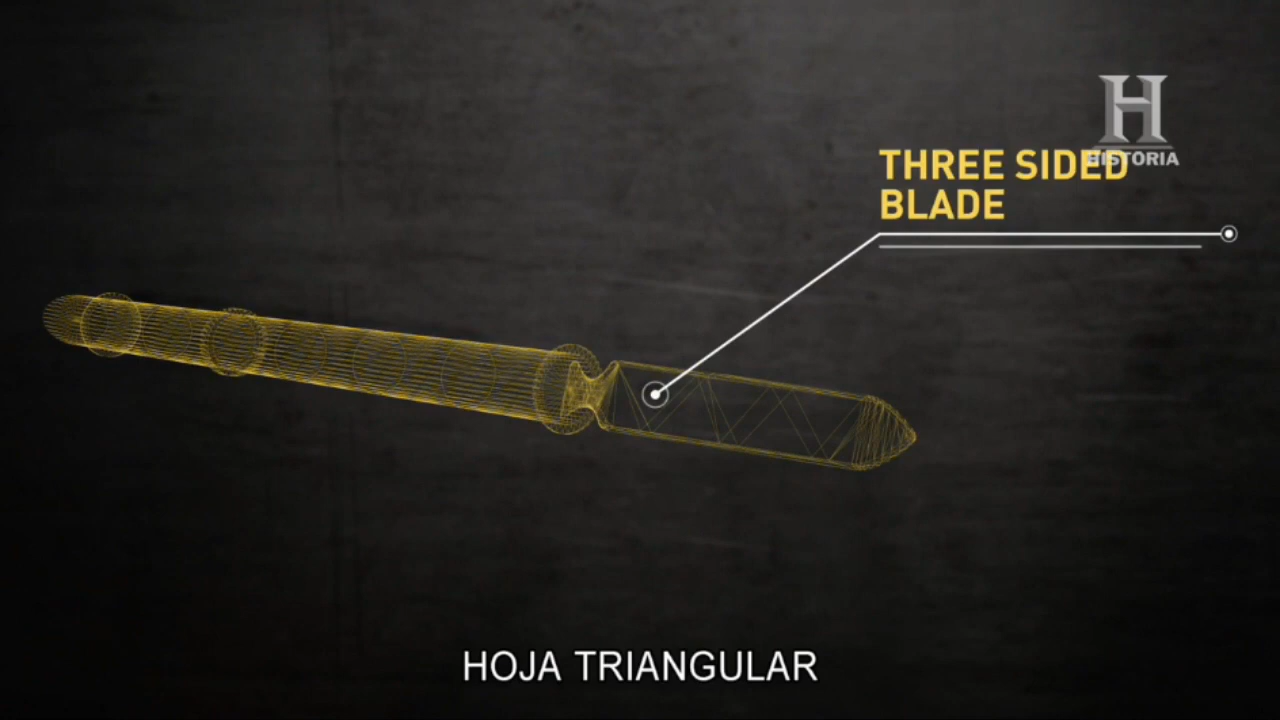 H
HISTORIA
THREE SIDED
BLADE
HOJA TRIANGULAR